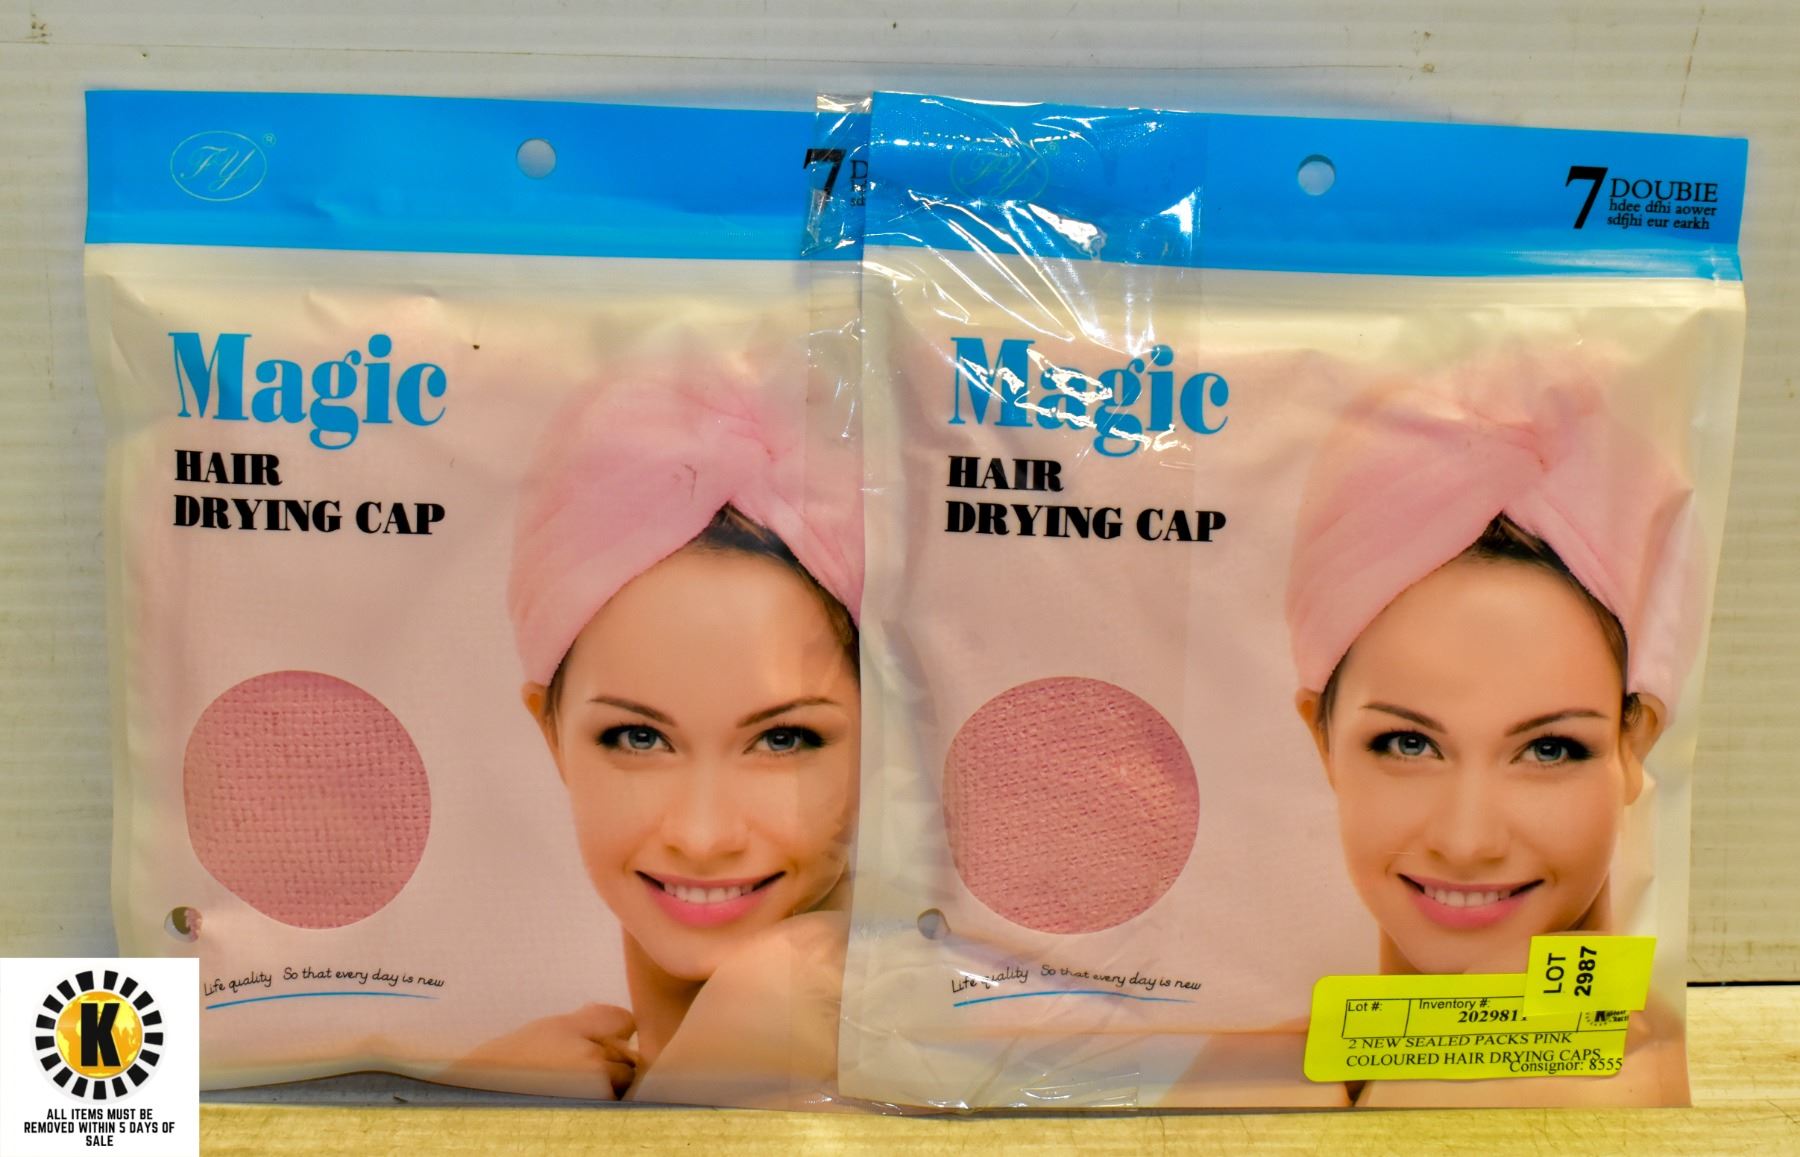 FY
®
7
D
Magic
HAIR
DRYING CAP
Life quality So that every day is new
FY
®
7 DOUBIE
hdee dfhi aower
sdfjhi eur earkh
Magic
HAIR
DRYING CAP
Life quality So that every day is new
LOT
2987
Lot #:
Inventory #:
2 NEW SEALED PACKS PINK
COLOURED HAIR DRYING CAPS
Consignor: 8555
K
ALL ITEMS MUST BE
REMOVED WITHIN 5 DAYS OF
SALE